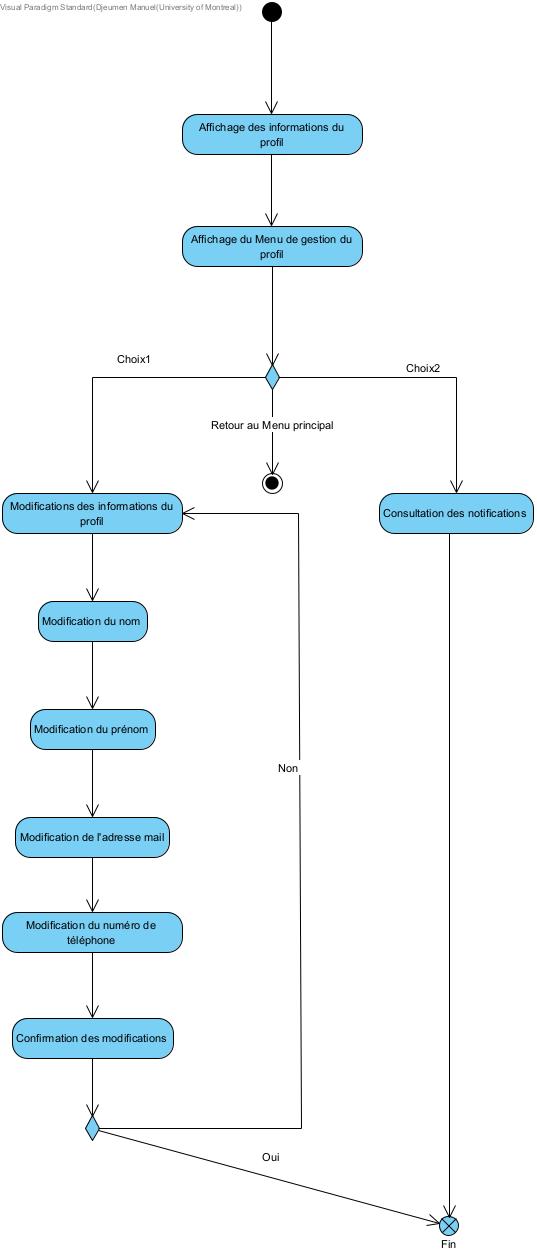 Visual Paradigm Standard(Djeumen Manuel(University of Montreal))
Affichage des informations du
profil
Affichage du Menu de gestion du
profil
Choix1
Choix2
Retour au Menu principal
Modifications des informations du
profil
Consultation des notifications
Modification du nom
Modification du prénom
Non
Modification de l'adresse mail
Modification du numéro de
téléphone
Confirmation des modifications
Oui
Fin